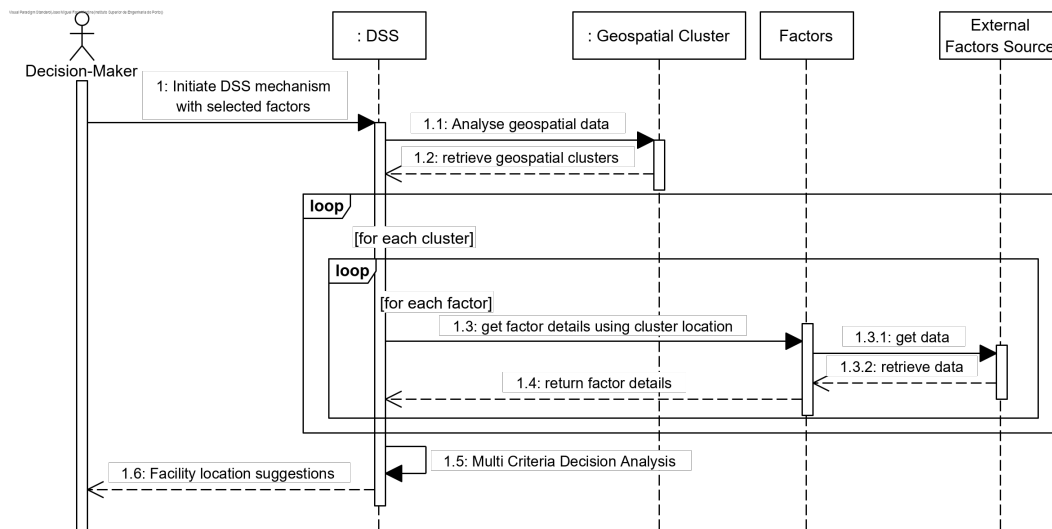 : DSS
: Geospatial Cluster
Factors
External
Factors Source
Decision-Maker
1: Initiate DSS mechanism
with selected factors
1.1: Analyse geospatial data
1.2: retrieve geospatial clusters
loop
[for each cluster]
loop
[for each factor]
1.3: get factor details using cluster location
1.3.1: get data
1.3.2: retrieve data
1.4: return factor details
1.5: Multi Criteria Decision Analysis
1.6: Facility location suggestions